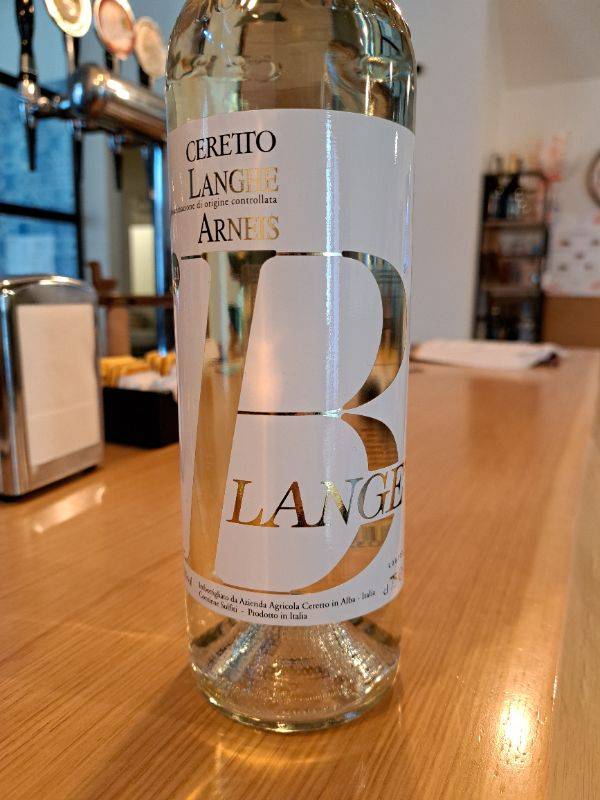 CERETTO
LANGHE
di origine controllata
ARNEIS
B
LANGE
Imbottigliato da Azienda Agricola Ceretto in Alba - Italia
Contiene Solfiti - Prodotto in Italia